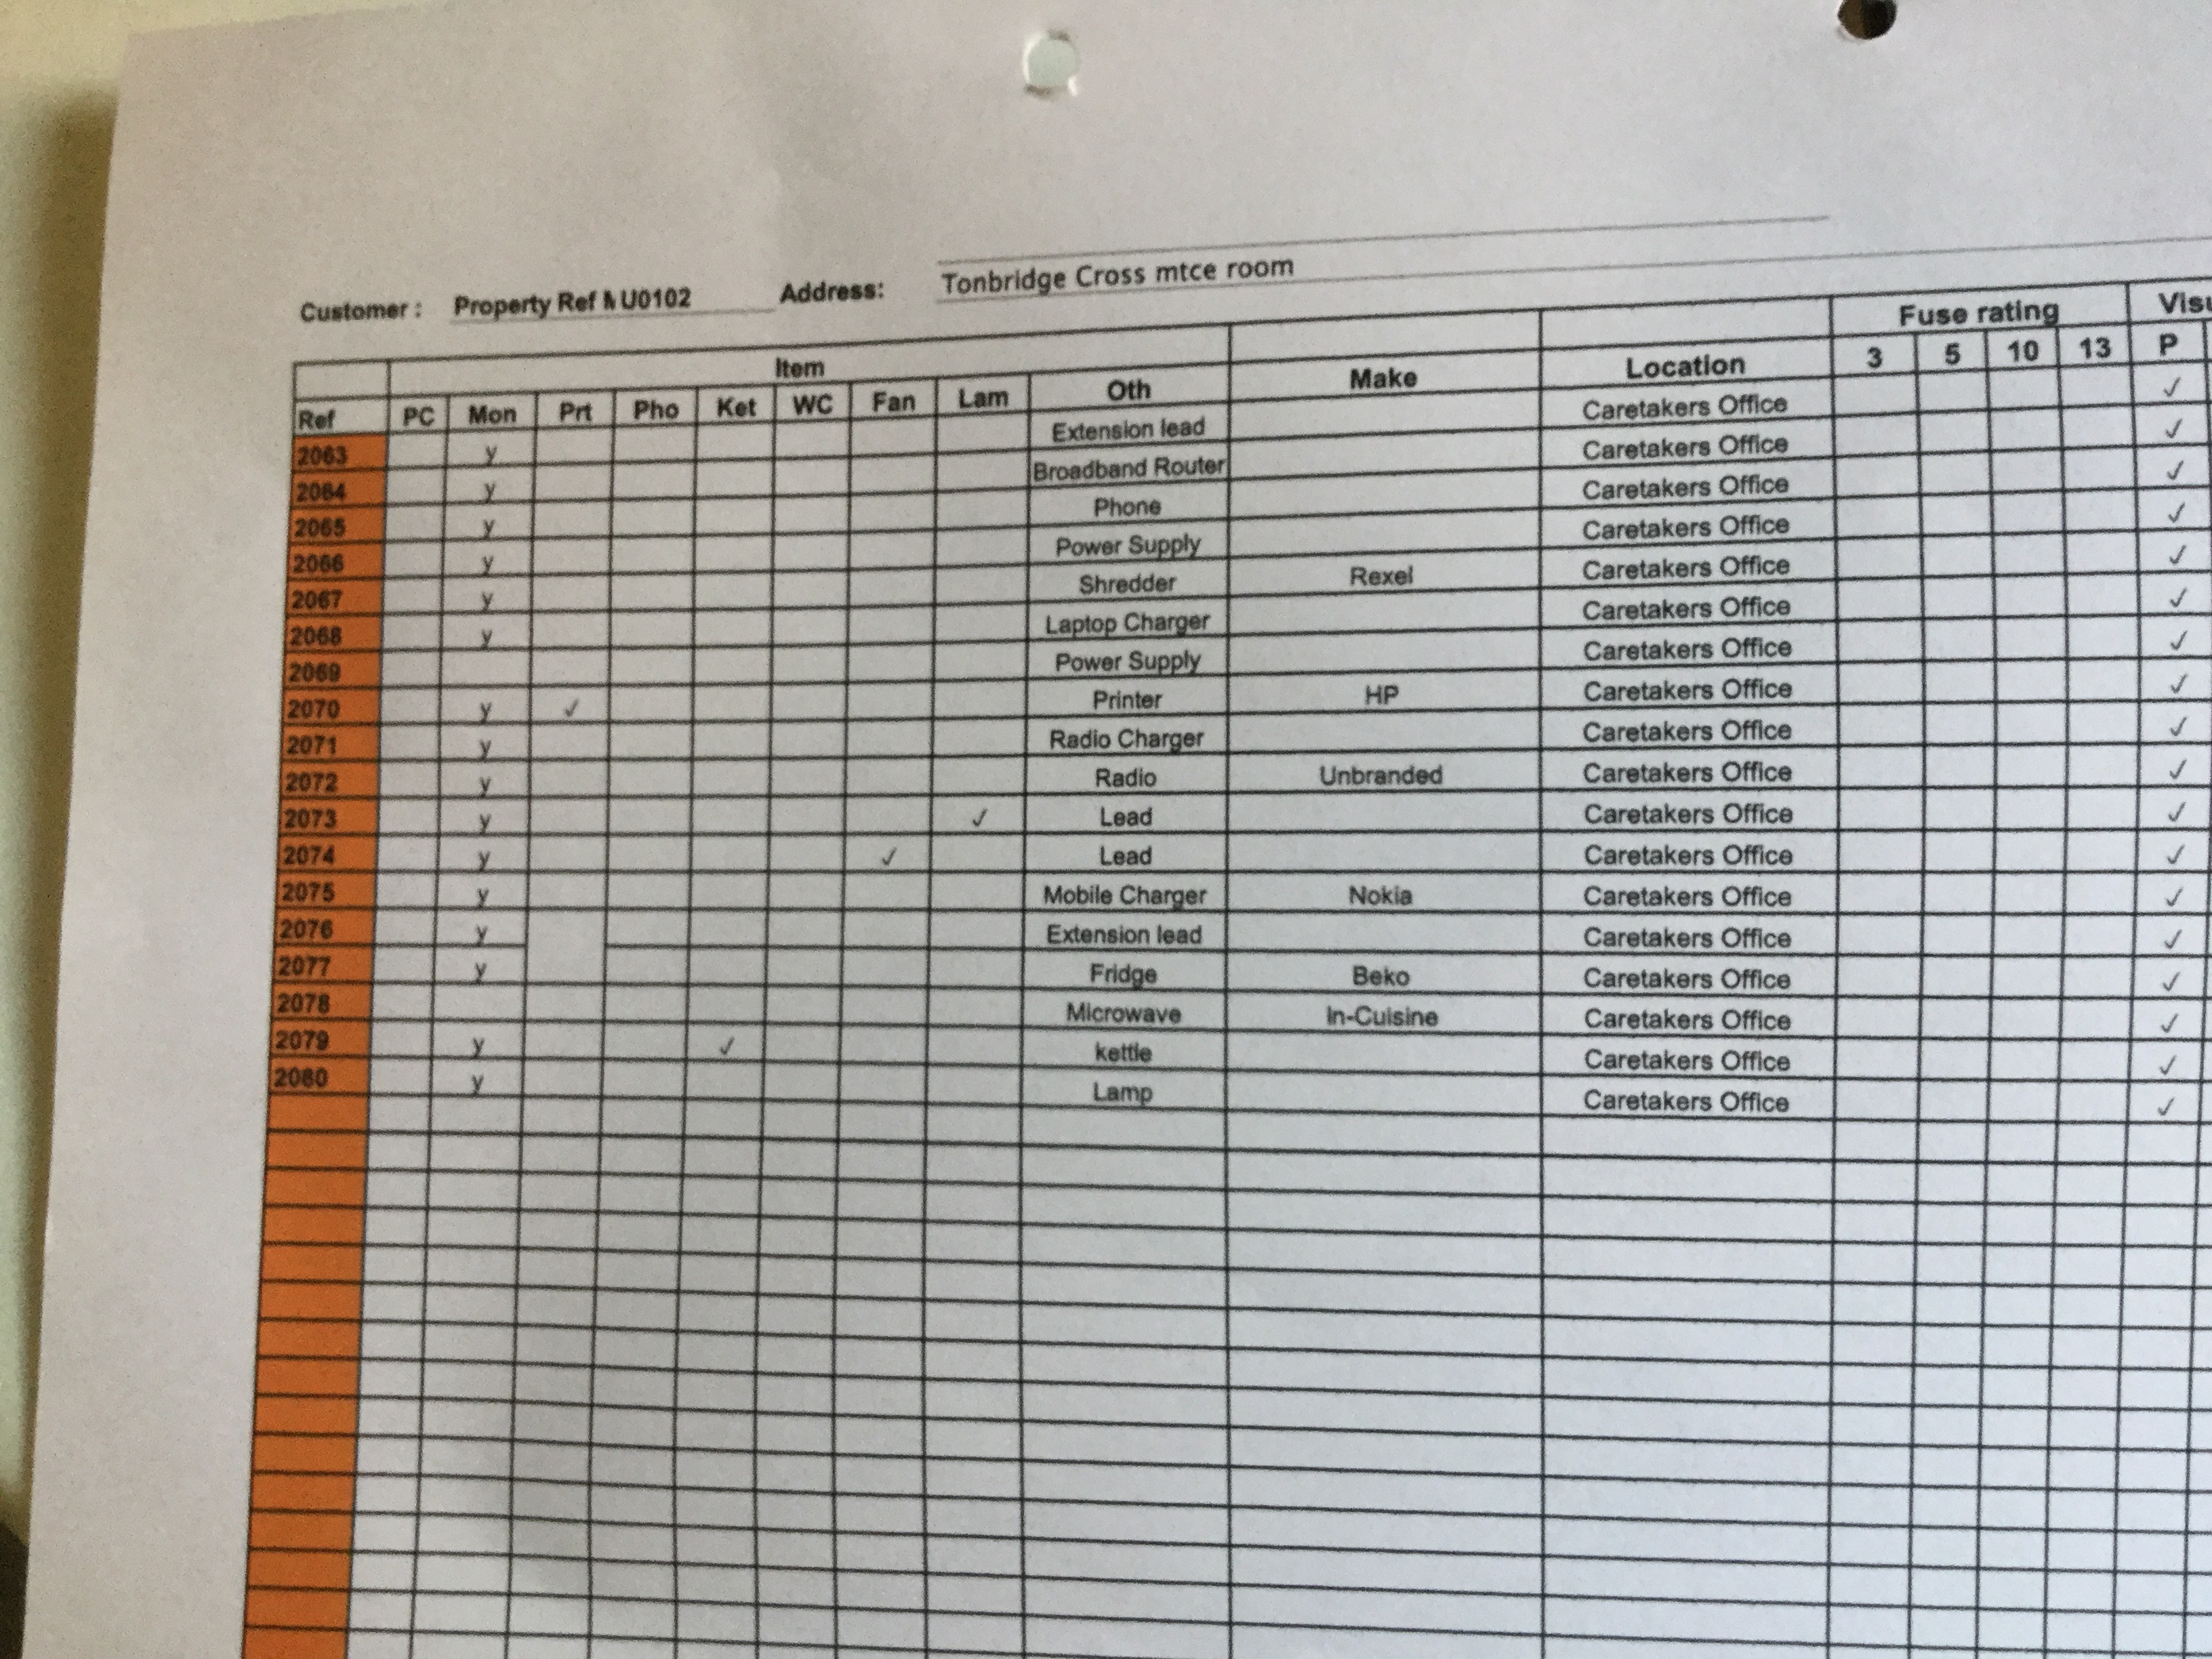 Customer : Property Ref N U0102 Address: Tonbridge Cross mtce room
Item Fuse rating
Ref PC Mon Prt Pho Ket WC Fan Lam Oth Make Location 3 5 10 13 P
2063 y Extension lead Caretakers Office ✓
2064 y Broadband Router Caretakers Office ✓
2065 y Phone Caretakers Office ✓
2066 y Power Supply Caretakers Office ✓
2067 y Shredder Rexel Caretakers Office ✓
2068 y Laptop Charger Caretakers Office ✓
2069 Power Supply Caretakers Office ✓
2070 y ✓ Printer HP Caretakers Office ✓
2071 y Radio Charger Caretakers Office ✓
2072 y Radio Unbranded Caretakers Office ✓
2073 y ✓ Lead Caretakers Office ✓
2074 y ✓ Lead Caretakers Office ✓
2075 y Mobile Charger Nokia Caretakers Office ✓
2076 y Extension lead Caretakers Office ✓
2077 y Fridge Beko Caretakers Office ✓
2078 Microwave In-Cuisine Caretakers Office ✓
2079 y ✓ kettle Caretakers Office ✓
2080 y Lamp Caretakers Office ✓